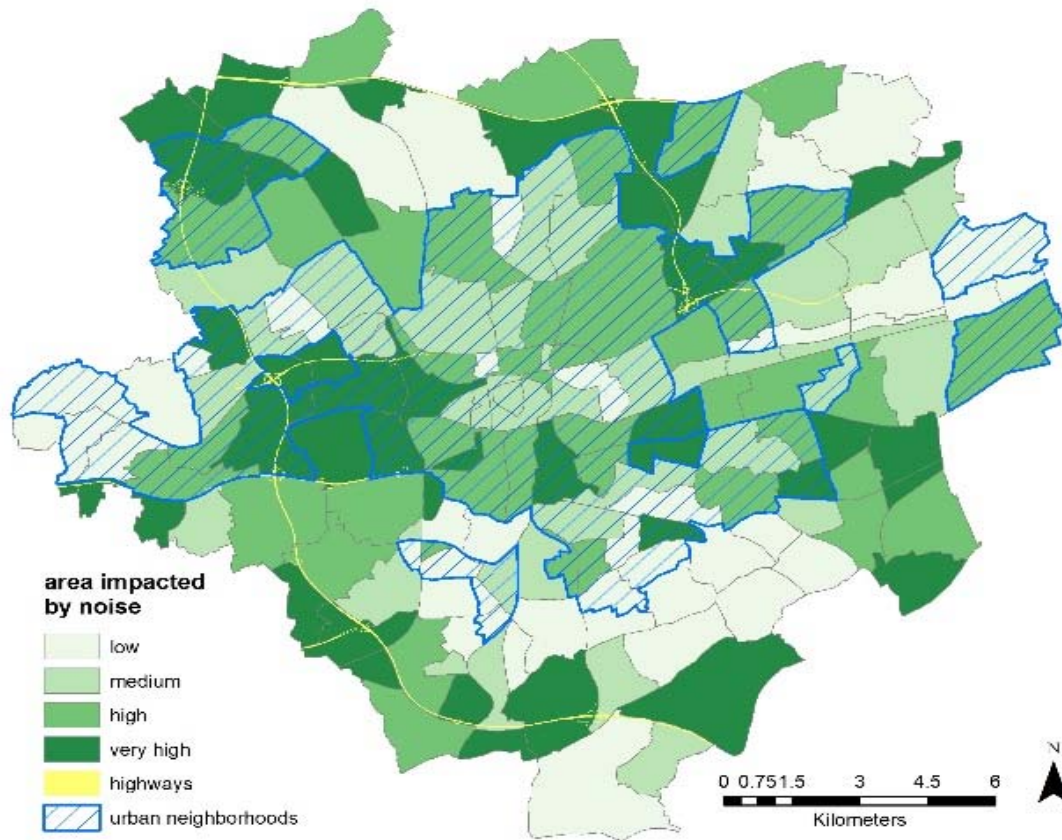 area impacted
by noise
low
medium
high
very high
highways
urban neighborhoods
N
0 0.75 1.5 3 4.5 6
Kilometers